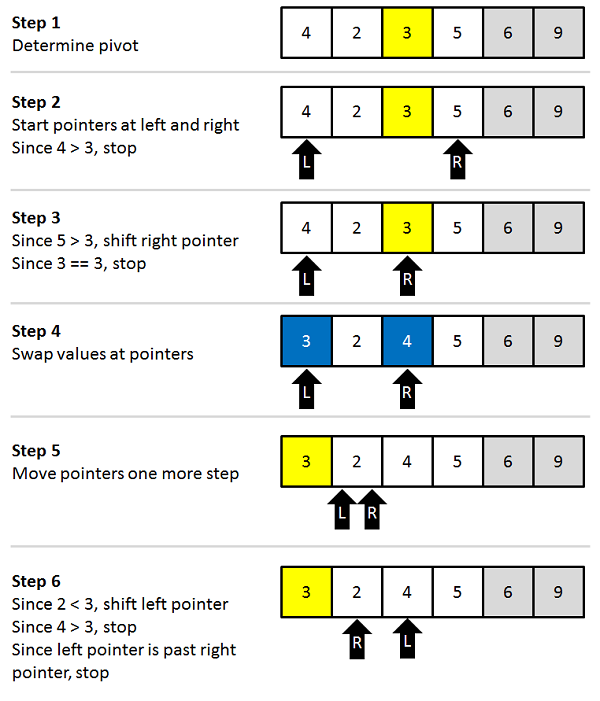 Step 1
Determine pivot
4 2 3 5 6 9
Step 2
Start pointers at left and right
Since 4 > 3, stop
4 2 3 5 6 9
L R
Step 3
Since 5 > 3, shift right pointer
Since 3 == 3, stop
4 2 3 5 6 9
L R
Step 4
Swap values at pointers
3 2 4 5 6 9
L R
Step 5
Move pointers one more step
3 2 4 5 6 9
L R
Step 6
Since 2 < 3, shift left pointer
Since 4 > 3, stop
Since left pointer is past right
pointer, stop
3 2 4 5 6 9
R L